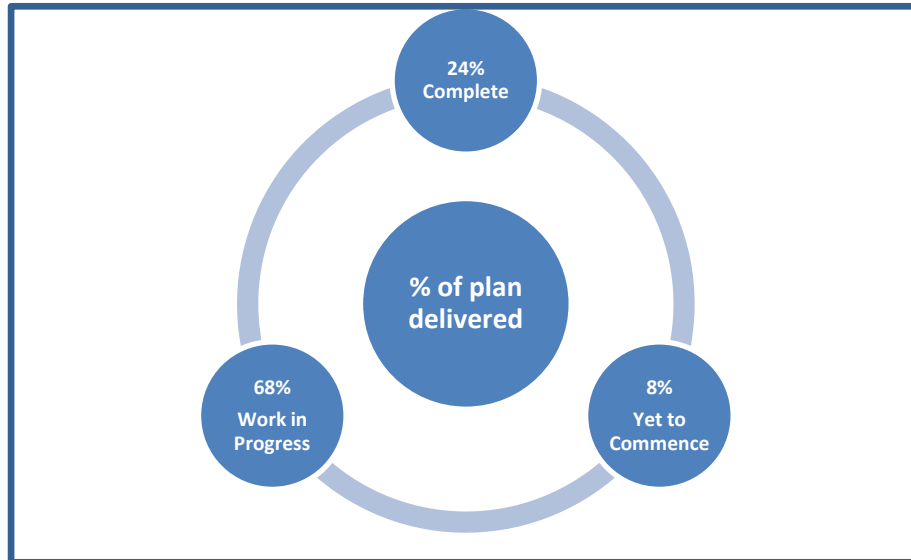 24%
Complete
% of plan
delivered
68%
Work in
Progress
8%
Yet to
Commence